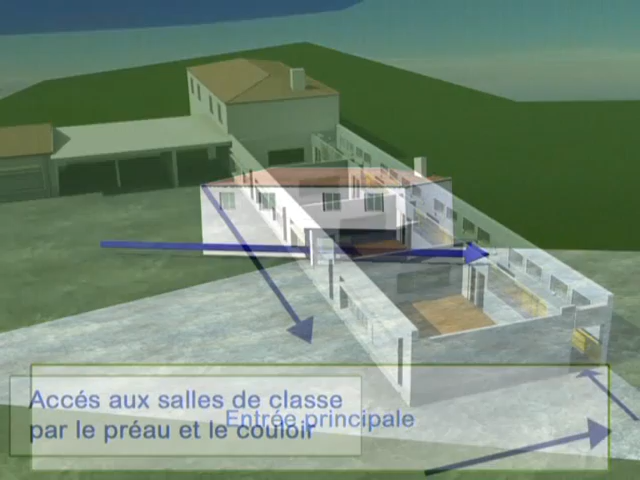 Accés aux salles de classe
Entrée principale
par le préau et le couloir